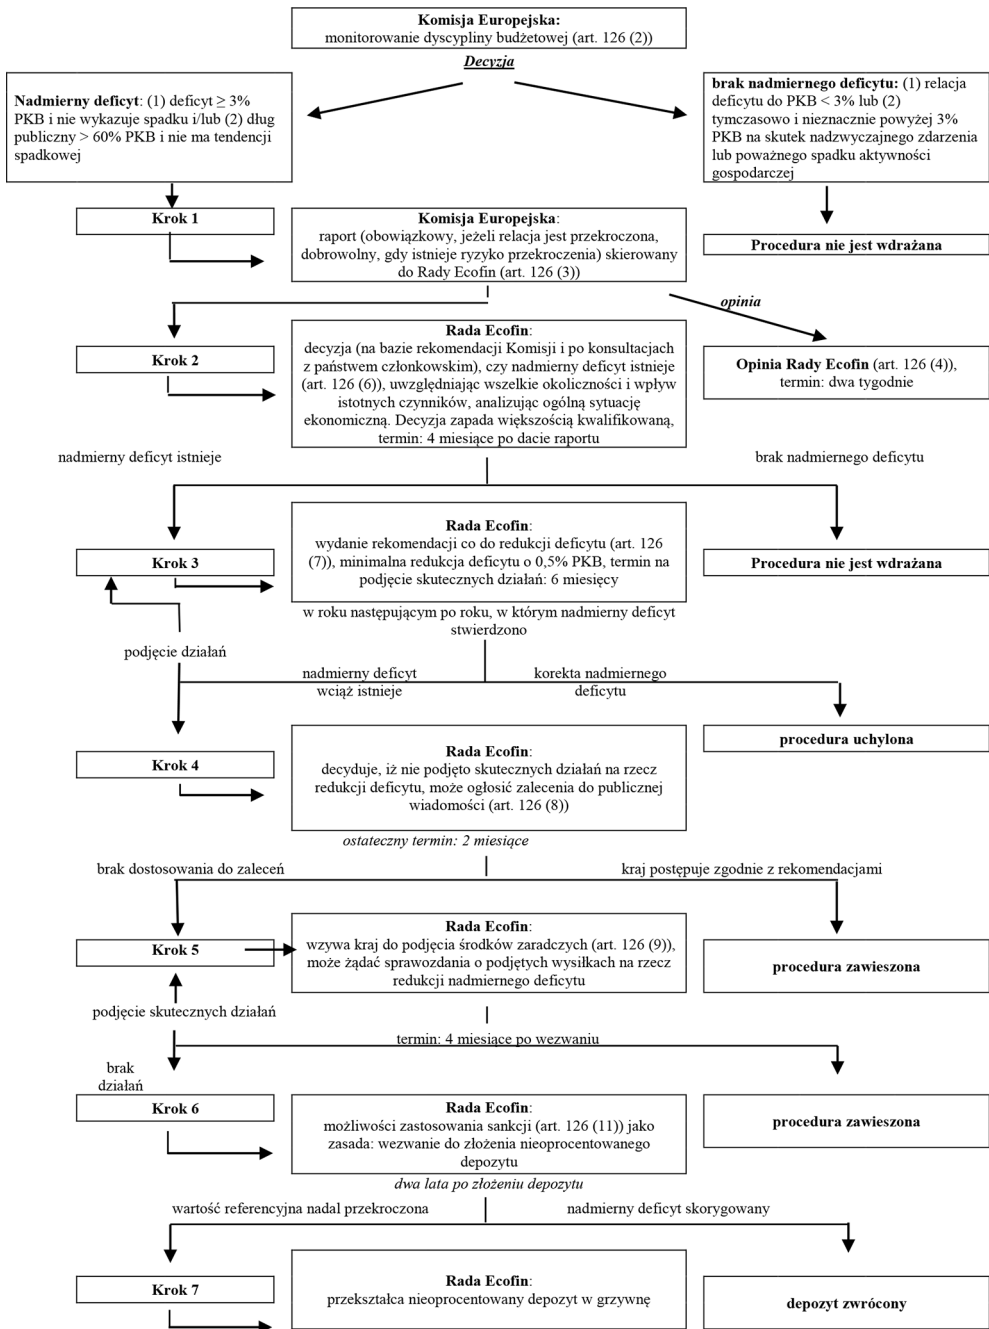 Komisja Europejska:
monitorowanie dyscypliny budżetowej (art. 126 (2))
Decyzja
Nadmierny deficyt: (1) deficyt ≥ 3%
PKB i nie wykazuje spadku i/lub (2) dług
publiczny > 60% PKB i nie ma tendencji
spadkowej
brak nadmiernego deficytu: (1) relacja
deficytu do PKB < 3% lub (2)
tymczasowo i nieznacznie powyżej 3%
PKB na skutek nadzwyczajnego zdarzenia
lub poważnego spadku aktywności
gospodarczej
Krok 1
Komisja Europejska:
raport (obowiązkowy, jeżeli relacja jest przekroczona,
dobrowolny, gdy istnieje ryzyko przekroczenia) skierowany
do Rady Ecofin (art. 126 (3))
Procedura nie jest wdrażana
opinia
Krok 2
Rada Ecofin:
decyzja (na bazie rekomendacji Komisji i po konsultacjach
z państwem członkowskim), czy nadmierny deficyt istnieje
(art. 126 (6)), uwzględniając wszelkie okoliczności i wpływ
istotnych czynników, analizując ogólną sytuację
ekonomiczną. Decyzja zapada większością kwalifikowaną,
termin: 4 miesiące po dacie raportu
Opinia Rady Ecofin (art. 126 (4)),
termin: dwa tygodnie
nadmierny deficyt istnieje
brak nadmiernego deficytu
Krok 3
Rada Ecofin:
wydanie rekomendacji co do redukcji deficytu (art. 126
(7)), minimalna redukcja deficytu o 0,5% PKB, termin na
podjęcie skutecznych działań: 6 miesięcy
Procedura nie jest wdrażana
w roku następującym po roku, w którym nadmierny deficyt
stwierdzono
podjęcie działań
nadmierny deficyt
wciąż istnieje
korekta nadmiernego
deficytu
Krok 4
Rada Ecofin:
decyduje, iż nie podjęto skutecznych działań na rzecz
redukcji deficytu, może ogłosić zalecenia do publicznej
wiadomości (art. 126 (8))
procedura uchylona
ostateczny termin: 2 miesiące
brak dostosowania do zaleceń
kraj postępuje zgodnie z rekomendacjami
Krok 5
Rada Ecofin:
wzywa kraj do podjęcia środków zaradczych (art. 126 (9)),
może żądać sprawozdania o podjętych wysiłkach na rzecz
redukcji nadmiernego deficytu
procedura zawieszona
podjęcie skutecznych działań
termin: 4 miesiące po wezwaniu
brak
działań
Krok 6
Rada Ecofin:
możliwości zastosowania sankcji (art. 126 (11)) jako
zasada: wezwanie do złożenia nieoprocentowanego
depozytu
procedura zawieszona
dwa lata po złożeniu depozytu
wartość referencyjna nadal przekroczona
nadmierny deficyt skorygowany
Krok 7
Rada Ecofin:
przekształca nieoprocentowany depozyt w grzywnę
depozyt zwrócony